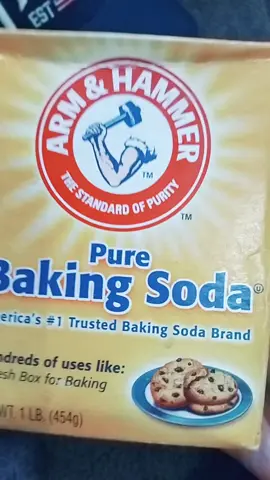 EST
ARM & HAMMER
TM
THE STANDARD OF PURITY
TM
Pure
Baking Soda®
erica's #1 Trusted Baking Soda Brand
ndreds of uses like:
esh Box for Baking
WT. 1 LB. (454g)